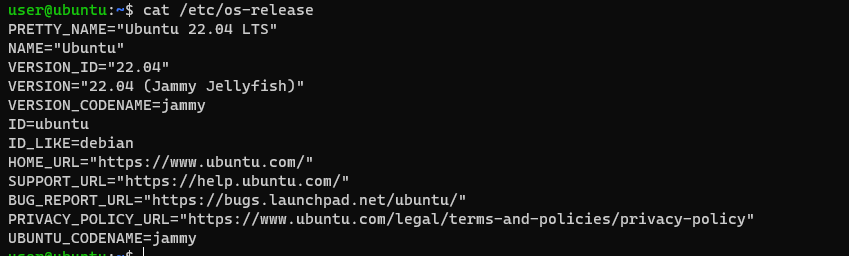 user@ubuntu:~$ cat /etc/os-release
PRETTY_NAME="Ubuntu 22.04 LTS"
NAME="Ubuntu"
VERSION_ID="22.04"
VERSION="22.04 (Jammy Jellyfish)"
VERSION_CODENAME=jammy
ID=ubuntu
ID_LIKE=debian
HOME_URL="https://www.ubuntu.com/"
SUPPORT_URL="https://help.ubuntu.com/"
BUG_REPORT_URL="https://bugs.launchpad.net/ubuntu/"
PRIVACY_POLICY_URL="https://www.ubuntu.com/legal/terms-and-policies/privacy-policy"
UBUNTU_CODENAME=jammy
user@ubuntu:~$